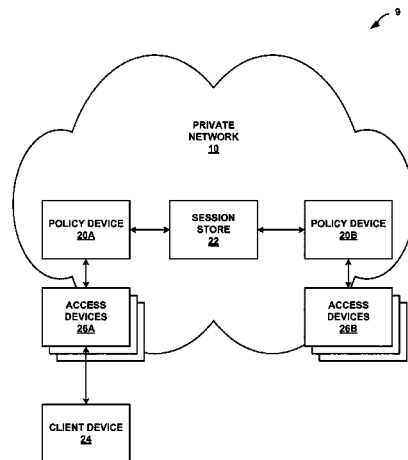 9
PRIVATE
NETWORK
10
POLICY DEVICE
20A
SESSION
STORE
22
POLICY DEVICE
20B
ACCESS
DEVICES
26A
ACCESS
DEVICES
26B
CLIENT DEVICE
24